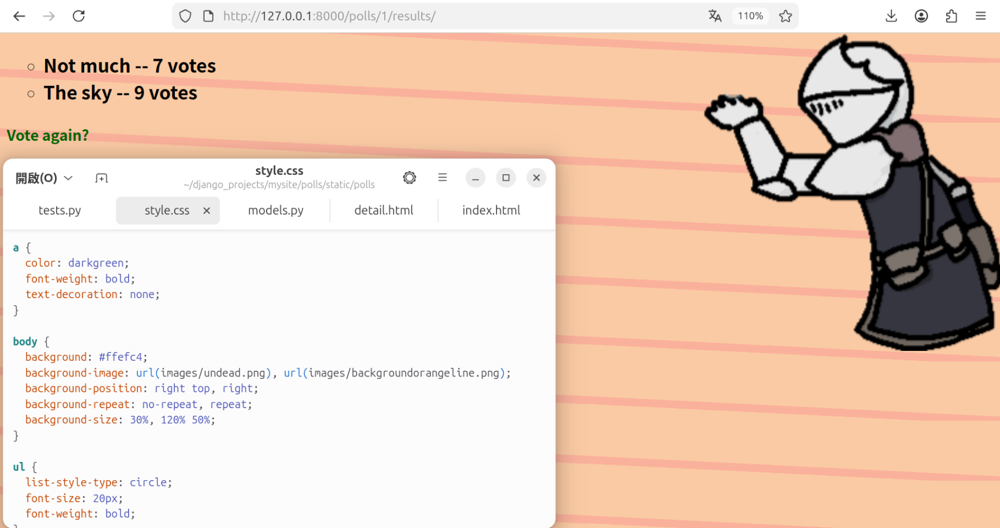 http://127.0.0.1:8000/polls/1/results/
110%
Not much -- 7 votes
The sky -- 9 votes
Vote again?
開啟(O)
style.css
~/django_projects/mysite/polls/static/polls
tests.py style.css models.py detail.html index.html
a {
  color: darkgreen;
  font-weight: bold;
  text-decoration: none;
}
body {
  background: #ffefc4;
  background-image: url(images/undead.png), url(images/backgroundorangeline.png);
  background-position: right top, right;
  background-repeat: no-repeat, repeat;
  background-size: 30%, 120% 50%;
}
ul {
  list-style-type: circle;
  font-size: 20px;
  font-weight: bold;
}